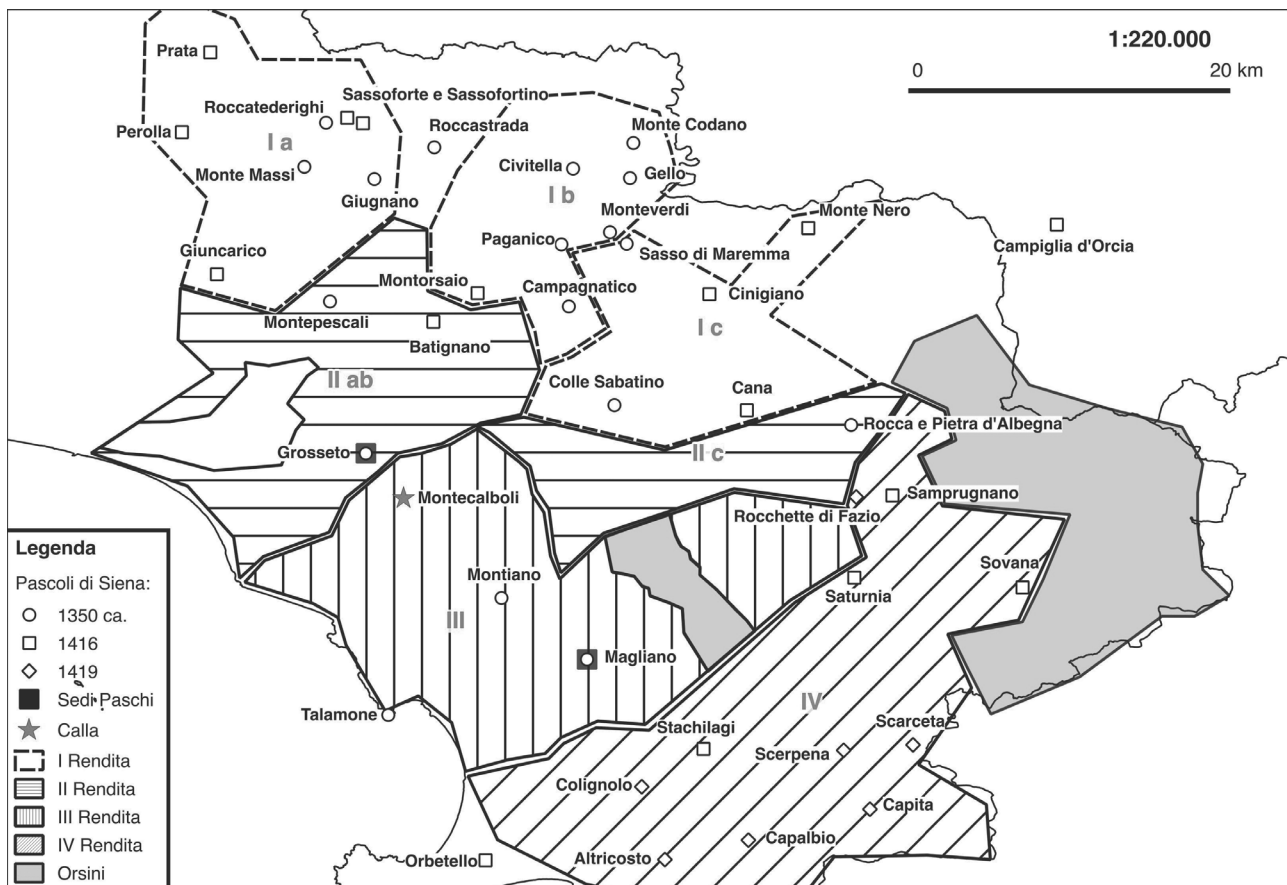 1:220.000
0 20 km
Prata
Sassoforte e Sassofortino
Roccatederighi
Perolla
I a
Roccastrada
Monte Codano
Monte Massi
Civitella
Gello
Giugnano
I b
Monteverdi
Monte Nero
Paganico
Campiglia d'Orcia
Giuncarico
Sasso di Maremma
Montorsaio
Campagnatico
Cinigiano
Montepescali
I c
Batignano
II ab
Colle Sabatino
Cana
Rocca e Pietra d'Albegna
Grosseto
II c
Montecalboli
Samprugnano
Rocchette di Fazio
Montiano
Sovana
Saturnia
III
Magliano
IV
Talamone
Stachilagi
Scarceta
Scerpena
Colignolo
Capita
Capalbio
Orbetello
Altricosto
Legenda
Pascoli di Siena:
1350 ca.
1416
1419
Sedi Paschi
Calla
I Rendita
II Rendita
III Rendita
IV Rendita
Orsini